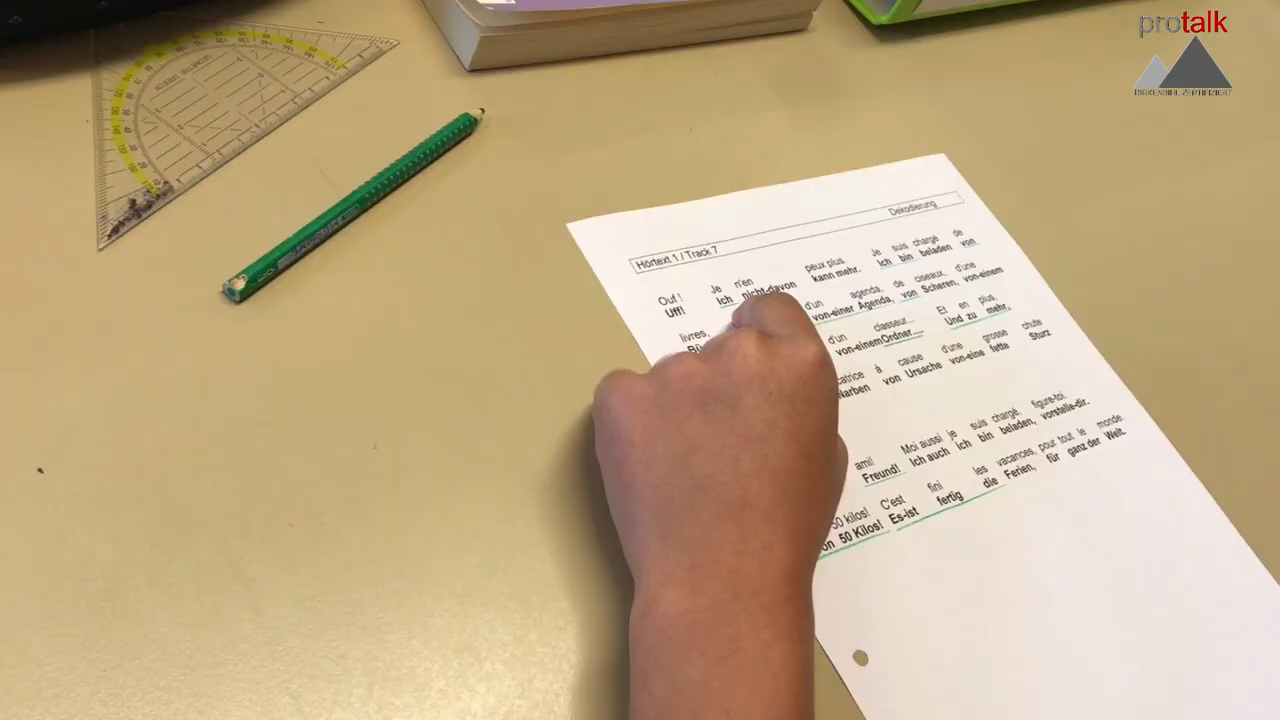 protalk
BIRKENBIHL ZERTIFIZIERT
GEOMETRIE DREIECK
Hörtext 1 / Track 7 Dekodierung
Ouf ! Je n'en peux plus. Je suis chargé de
Uff! Ich nicht-davon kann mehr. Ich bin beladen von
livres, d'un agenda, de ciseaux, d'une
von-einer Agenda, von Scheren, von-einem
d'un classeur... Et en plus,
von-einem Ordner.... Und zu mehr,
à cause d'une grosse chute
Narben von Ursache von-eine fette Sturz
ami! Moi aussi je suis chargé, figure-toi.
Freund! Ich auch ich bin beladen, vorstelle-dir.
50 kilos! C'est fini les vacances, pour tout le monde.
50 Kilos! Es-ist fertig die Ferien, für ganz der Welt.